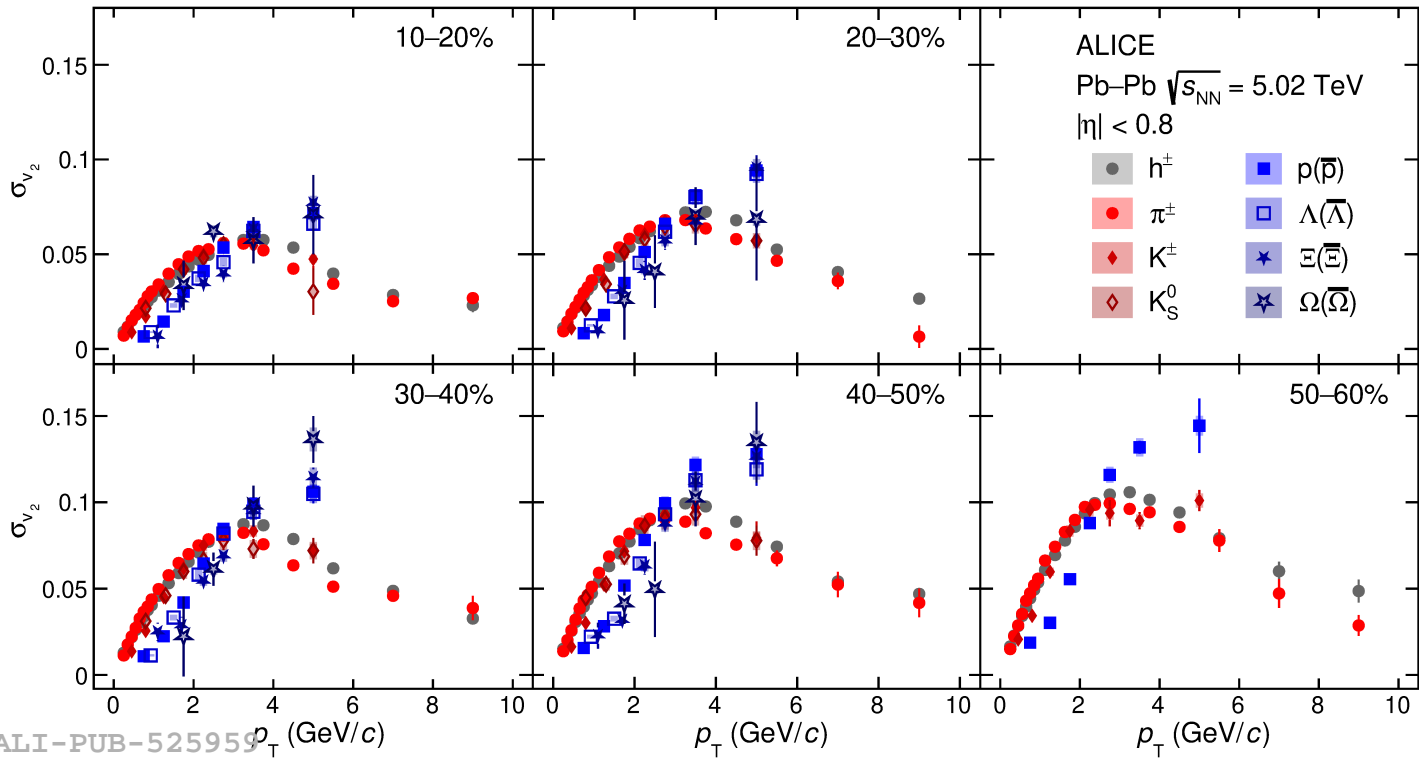 10–20%
20–30%
ALICE
Pb–Pb √sNN = 5.02 TeV
|η| < 0.8
h± p(p̅)
π± Λ(Λ̅)
K± Ξ(Ξ̅)
K0S Ω(Ω̅)
σv2
0.15
0.1
0.05
0
30–40%
40–50%
50–60%
σv2
0.15
0.1
0.05
0
0 2 4 6 8 10
0 2 4 6 8 10
0 2 4 6 8 10
pT (GeV/c)
pT (GeV/c)
pT (GeV/c)
ALI-PUB-525959